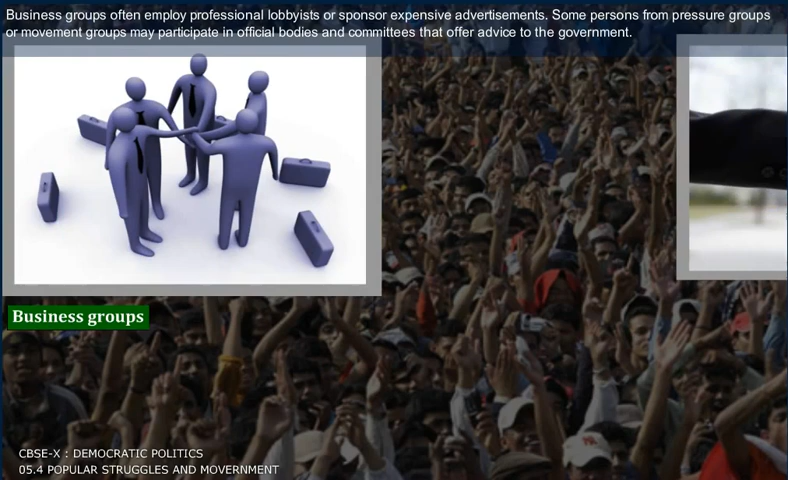 Business groups often employ professional lobbyists or sponsor expensive advertisements. Some persons from pressure groups
or movement groups may participate in official bodies and committees that offer advice to the government.
Business groups
CBSE-X : DEMOCRATIC POLITICS
05.4 POPULAR STRUGGLES AND MOVERNMENT